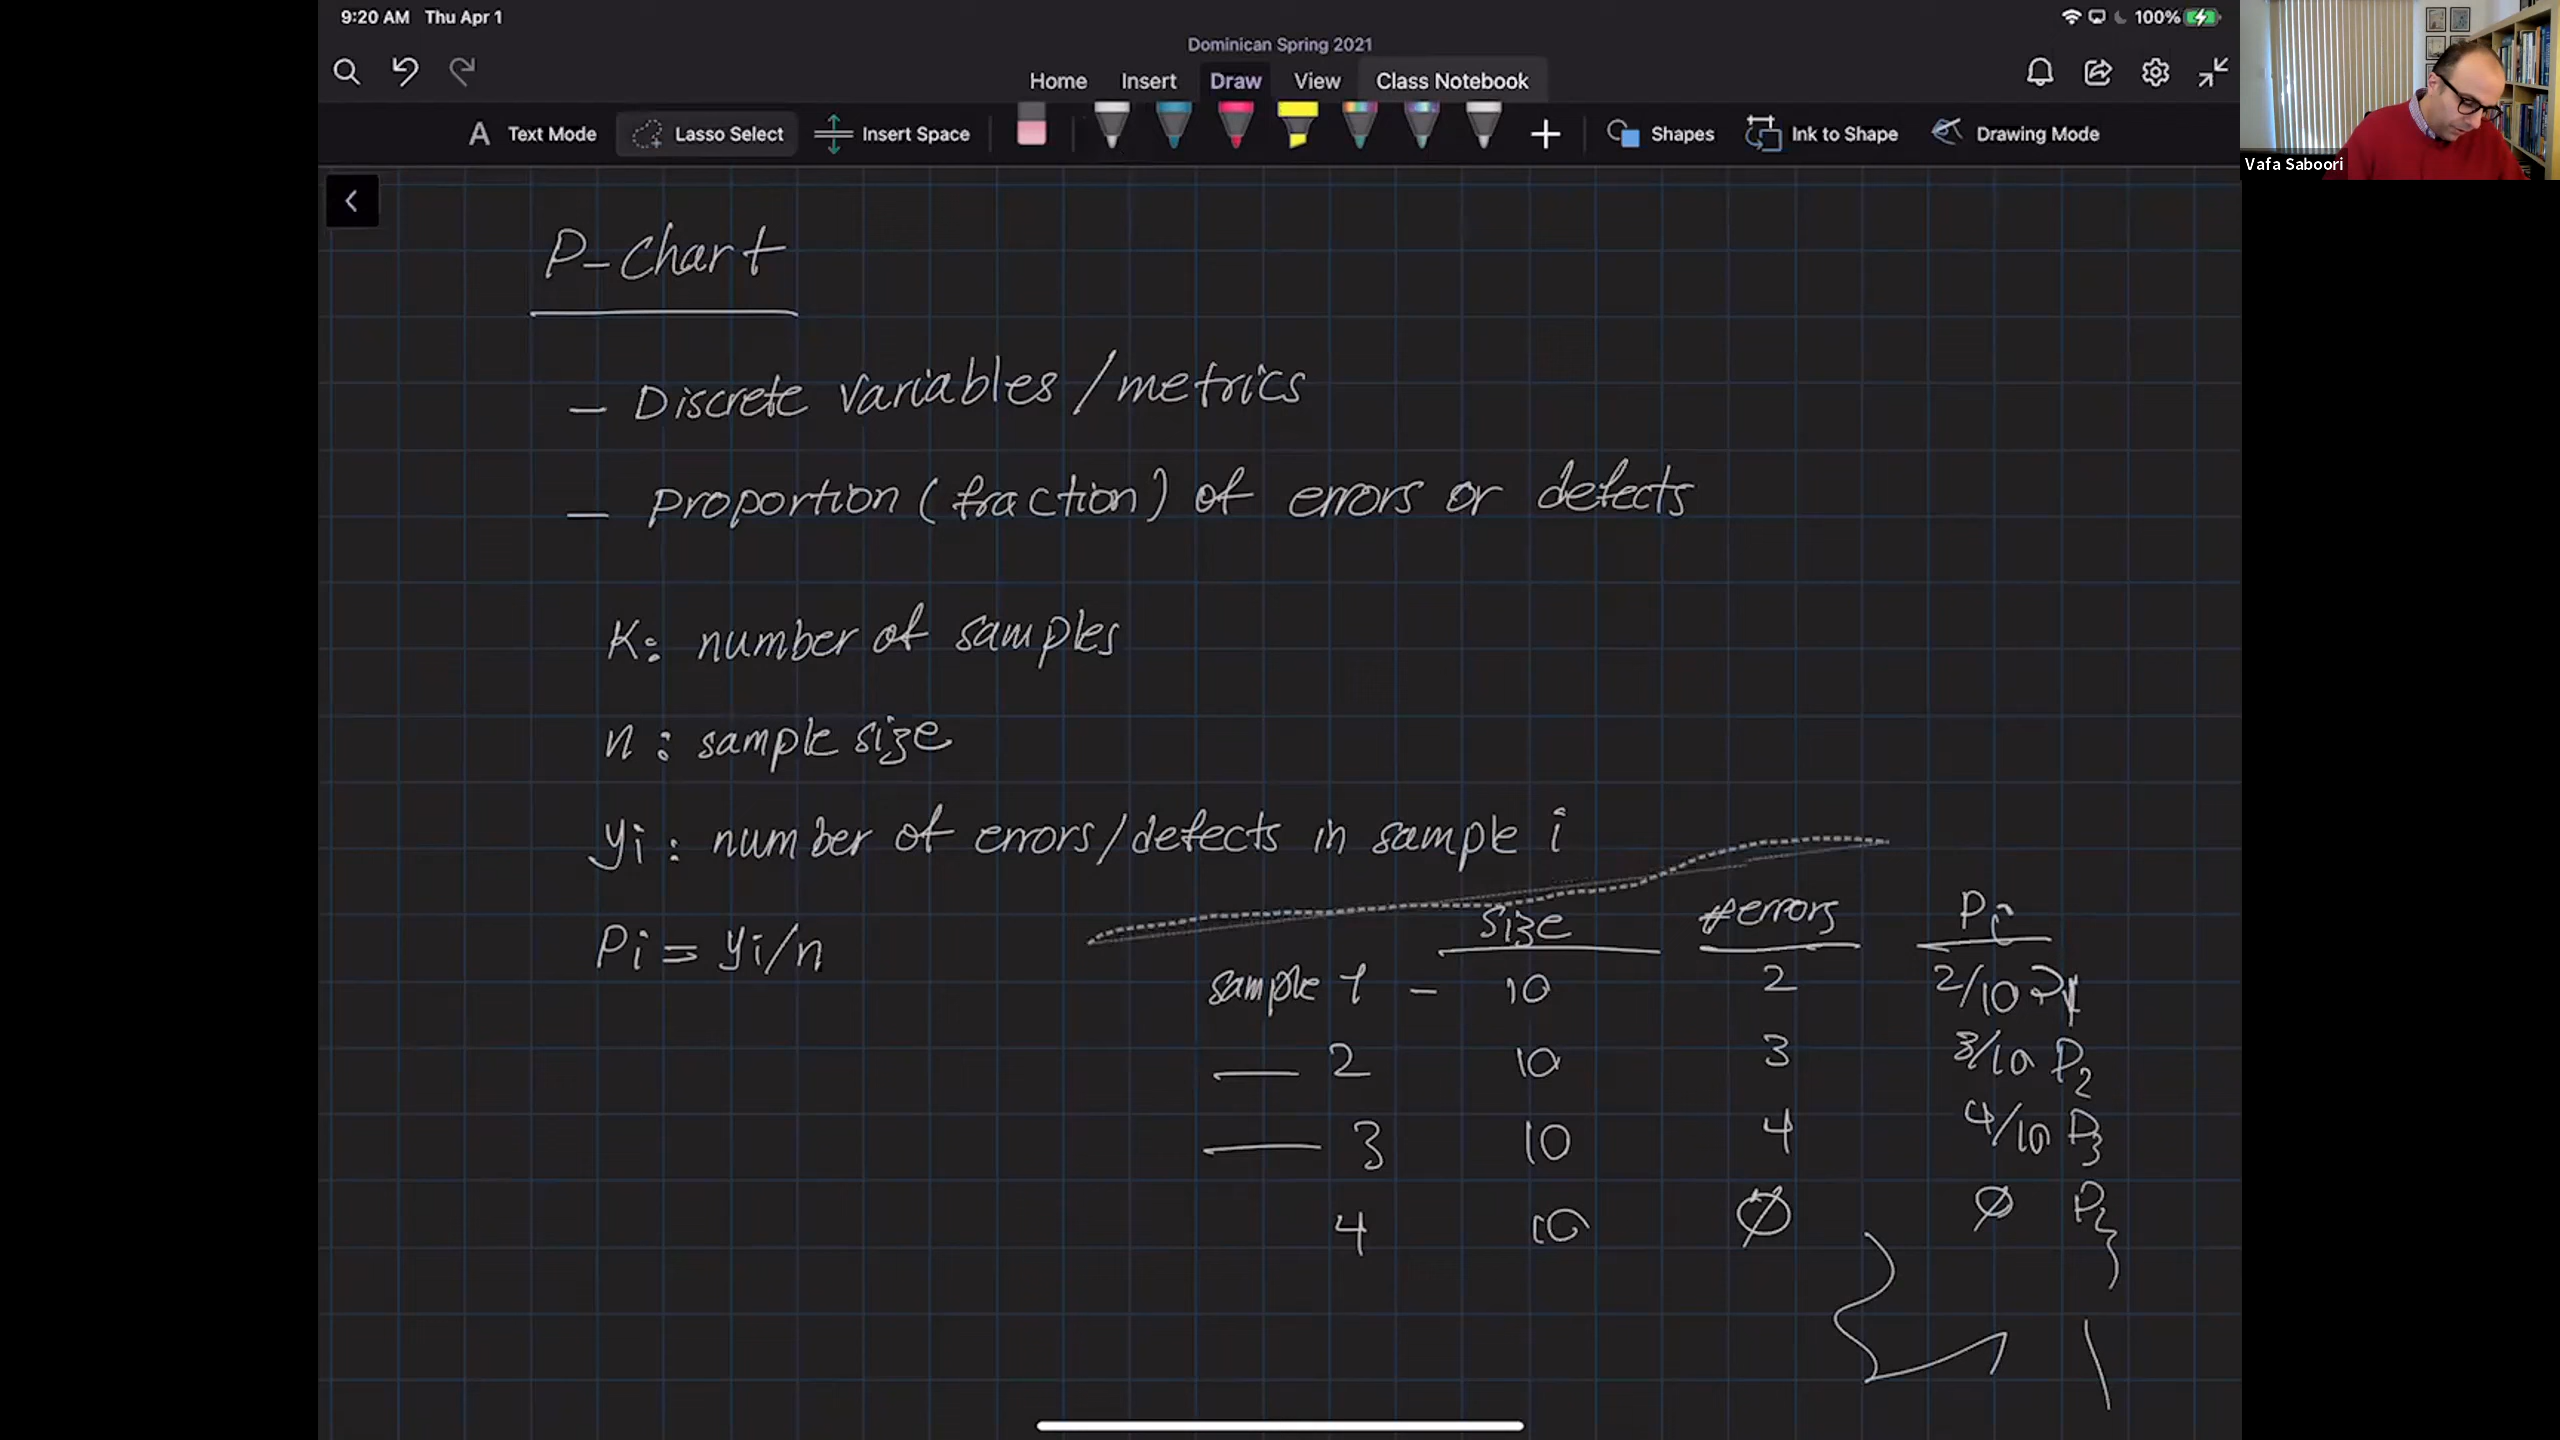 9:20 AM Thu Apr 1
100%
Dominican Spring 2021
Home Insert Draw View Class Notebook
A Text Mode Lasso Select Insert Space Shapes Ink to Shape Drawing Mode
Vafa Saboori
P-Chart
- Discrete variables/metrics
- Proportion (fraction) of errors or defects
K: number of samples
n: sample size
yi: number of errors/defects in sample i
Pi = yi/n
size #errors Pi
sample 1 - 10 2 2/10 P1
2 10 3 3/10 P2
3 10 4 4/10 P3
4 10 Ø Ø